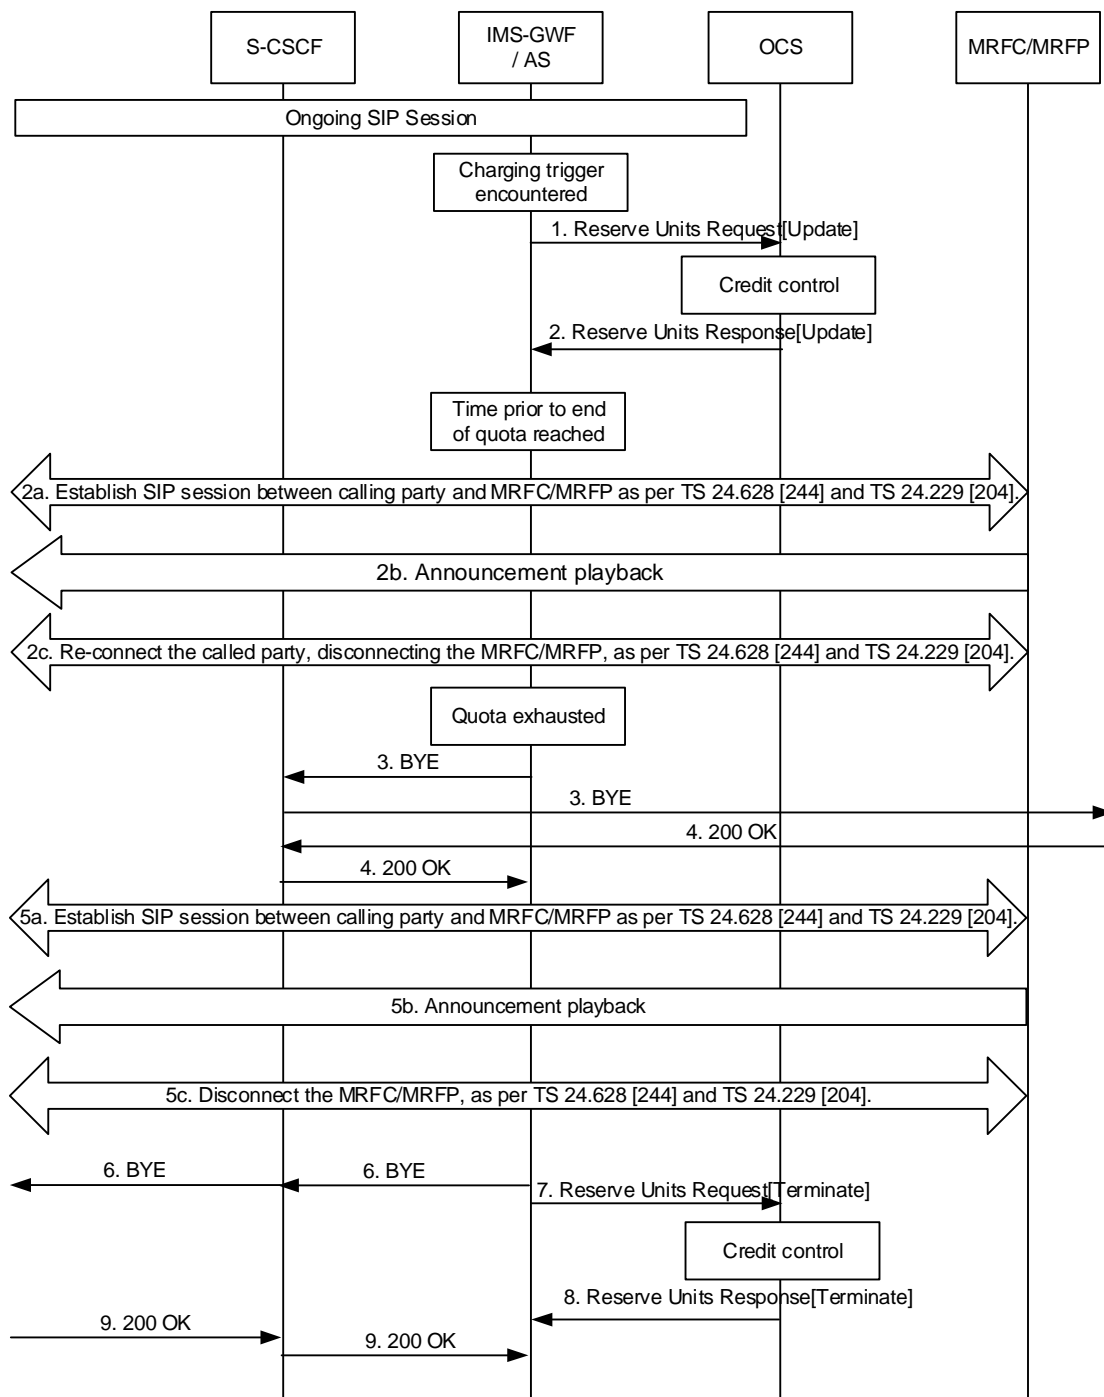 S-CSCF
IMS-GWF
/ AS
OCS
MRFC/MRFP
Ongoing SIP Session
Charging trigger
encountered
1. Reserve Units Request[Update]
Credit control
2. Reserve Units Response[Update]
Time prior to end
of quota reached
2a. Establish SIP session between calling party and MRFC/MRFP as per TS 24.628 [244] and TS 24.229 [204].
2b. Announcement playback
2c. Re-connect the called party, disconnecting the MRFC/MRFP, as per TS 24.628 [244] and TS 24.229 [204].
Quota exhausted
3. BYE
3. BYE
4. 200 OK
4. 200 OK
5a. Establish SIP session between calling party and MRFC/MRFP as per TS 24.628 [244] and TS 24.229 [204].
5b. Announcement playback
5c. Disconnect the MRFC/MRFP, as per TS 24.628 [244] and TS 24.229 [204].
6. BYE
6. BYE
7. Reserve Units Request[Terminate]
Credit control
8. Reserve Units Response[Terminate]
9. 200 OK
9. 200 OK